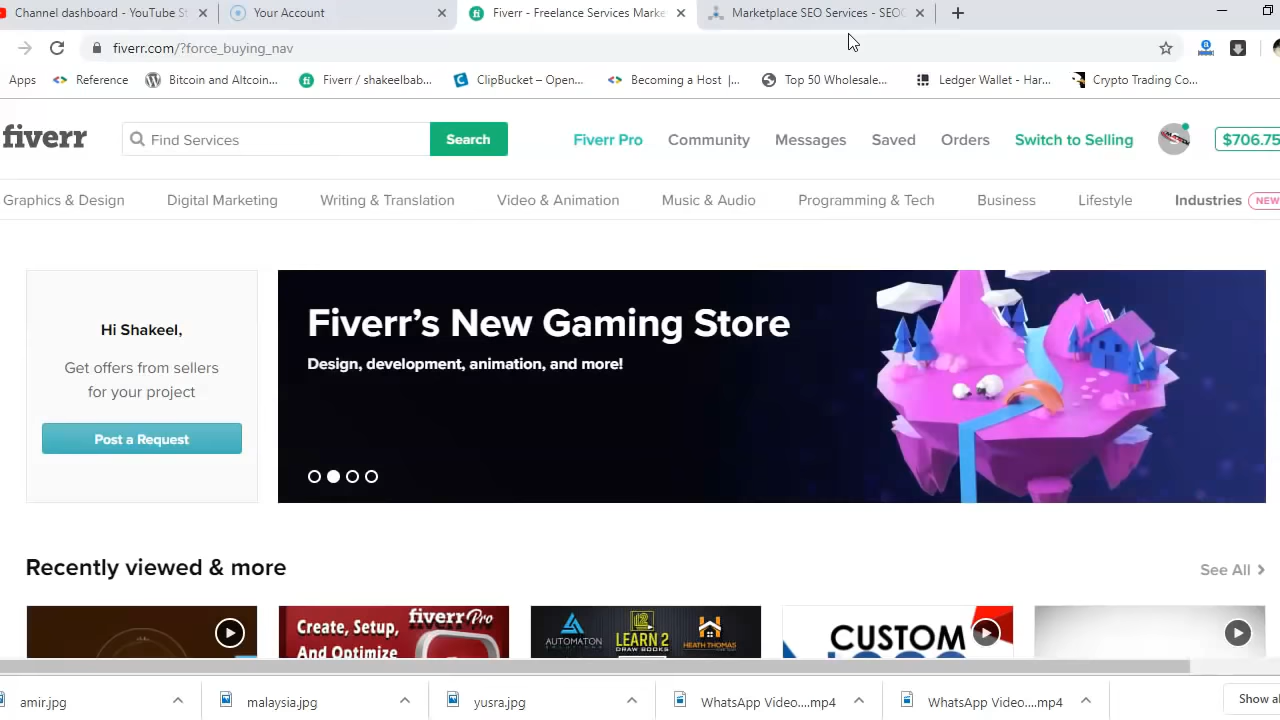 Channel dashboard - YouTube St
Your Account
Fiverr - Freelance Services Marke
Marketplace SEO Services - SEOC
fiverr.com/?force_buying_nav
Apps
Reference
Bitcoin and Altcoin...
Fiverr / shakeelbab...
ClipBucket – Open...
Becoming a Host |...
Top 50 Wholesale...
Ledger Wallet - Har...
Crypto Trading Co...
fiverr
Find Services
Search
Fiverr Pro
Community
Messages
Saved
Orders
Switch to Selling
$706.75
Graphics & Design
Digital Marketing
Writing & Translation
Video & Animation
Music & Audio
Programming & Tech
Business
Lifestyle
Industries
NEW
Hi Shakeel,
Get offers from sellers
for your project
Post a Request
Fiverr's New Gaming Store
Design, development, animation, and more!
Recently viewed & more
See All
Create, Setup,
And Optimize
fiverr Pro
AUTOMATON
SOLUTIONS
LEARN 2
DRAW BOOKS
HEATH THOMAS
CUSTOM
amir.jpg
malaysia.jpg
yusra.jpg
WhatsApp Video....mp4
WhatsApp Video....mp4
Show al